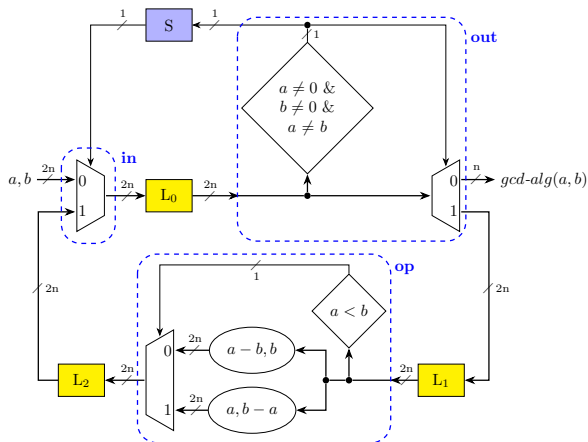 1
S
1
1
out
a ≠ 0 &
b ≠ 0 &
a ≠ b
in
a, b
2n
0
1
2n
L0
2n
0
1
n
gcd-alg(a, b)
2n
2n
op
1
a < b
0
1
2n
a − b, b
2n
a, b − a
2n
L2
2n
L1